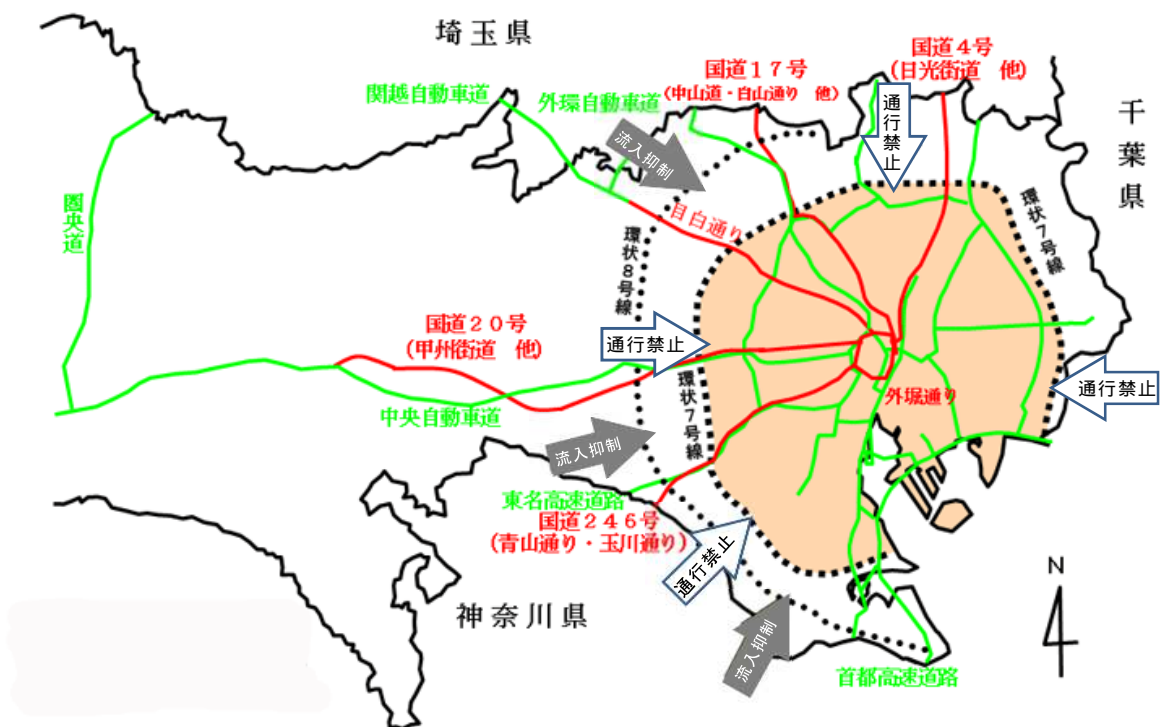 埼玉県
国道4号
(日光街道　他)
国道17号
(中山道・白山通り　他)
関越自動車道
外環自動車道
通行禁止
千葉県
流入抑制
圏央道
目白通り
環状7号線
環状8号線
国道20号
(甲州街道　他)
通行禁止
環状7号線
通行禁止
外堀通り
中央自動車道
流入抑制
東名高速道路
国道246号
(青山通り・玉川通り)
通行禁止
N
神奈川県
流入抑制
首都高速道路